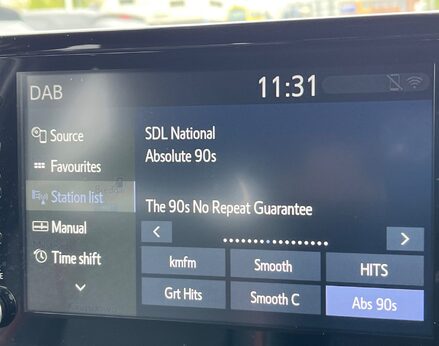 DAB
11:31
Source
Favourites
Station list
Manual
Time shift
SDL National
Absolute 90s
The 90s No Repeat Guarantee
kmfm
Smooth
HITS
Grt Hits
Smooth C
Abs 90s